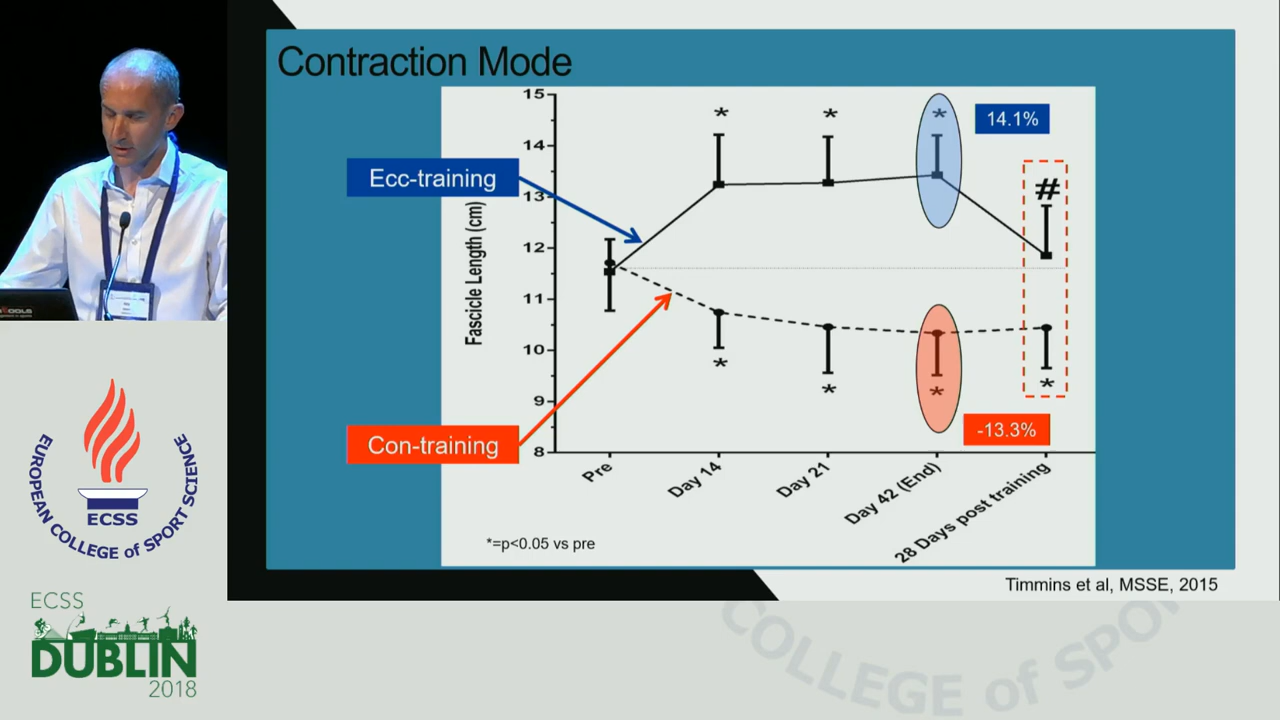 Contraction Mode
15
14
13
12
11
10
9
8
Fascicle Length (cm)
Ecc-training
Con-training
*
*
*
14.1%
#
*
*
*
*
-13.3%
Pre
Day 14
Day 21
Day 42 (End)
28 Days post training
*=p<0.05 vs pre
Timmins et al, MSSE, 2015
EUROPEAN COLLEGE of SPORT SCIENCE
ECSS
ECSS
DUBLIN
2018
COLLEGE of SPO